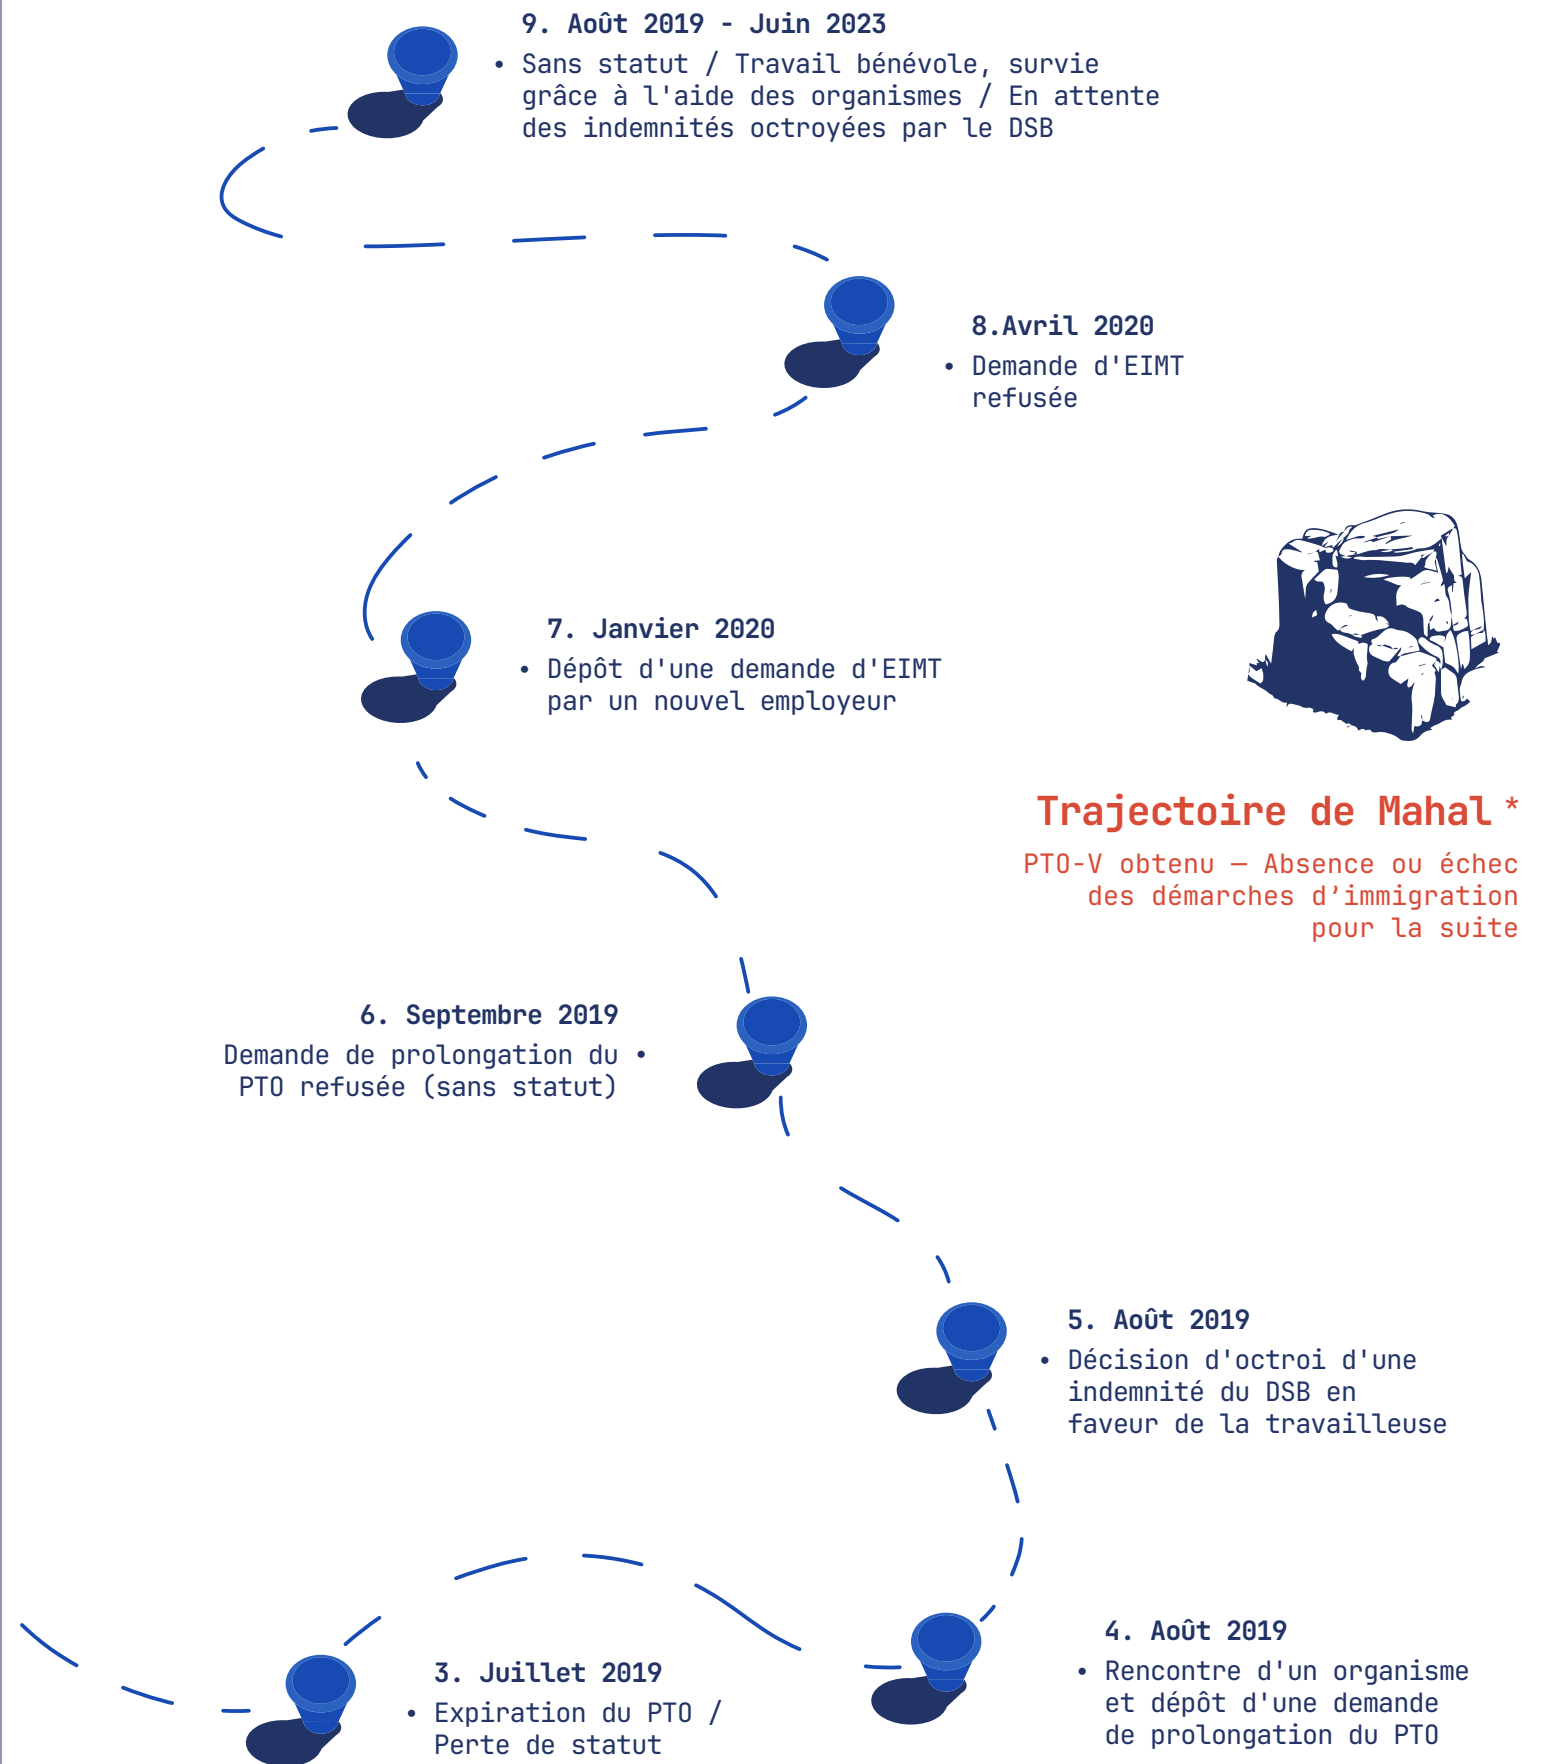 9. Août 2019 - Juin 2023
• Sans statut / Travail bénévole, survie
grâce à l'aide des organismes / En attente
des indemnités octroyées par le DSB
8.Avril 2020
• Demande d'EIMT
refusée
7. Janvier 2020
• Dépôt d'une demande d'EIMT
par un nouvel employeur
Trajectoire de Mahal *
PTO-V obtenu — Absence ou échec
des démarches d’immigration
pour la suite
6. Septembre 2019
Demande de prolongation du •
PTO refusée (sans statut)
5. Août 2019
• Décision d'octroi d'une
indemnité du DSB en
faveur de la travailleuse
4. Août 2019
• Rencontre d'un organisme
et dépôt d'une demande
de prolongation du PTO
3. Juillet 2019
• Expiration du PTO /
Perte de statut